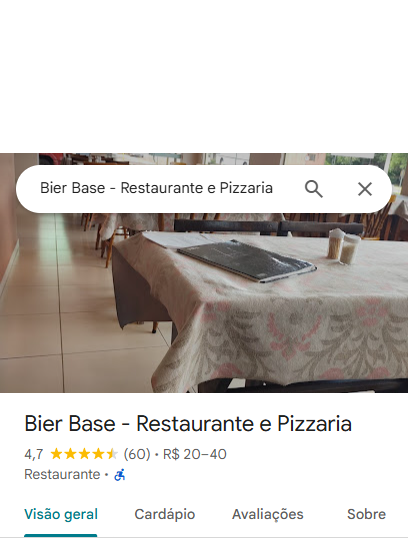 Bier Base - Restaurante e Pizzaria
Bier Base - Restaurante e Pizzaria
4,7 (60) • R$ 20–40
Restaurante •
Visão geral Cardápio Avaliações Sobre